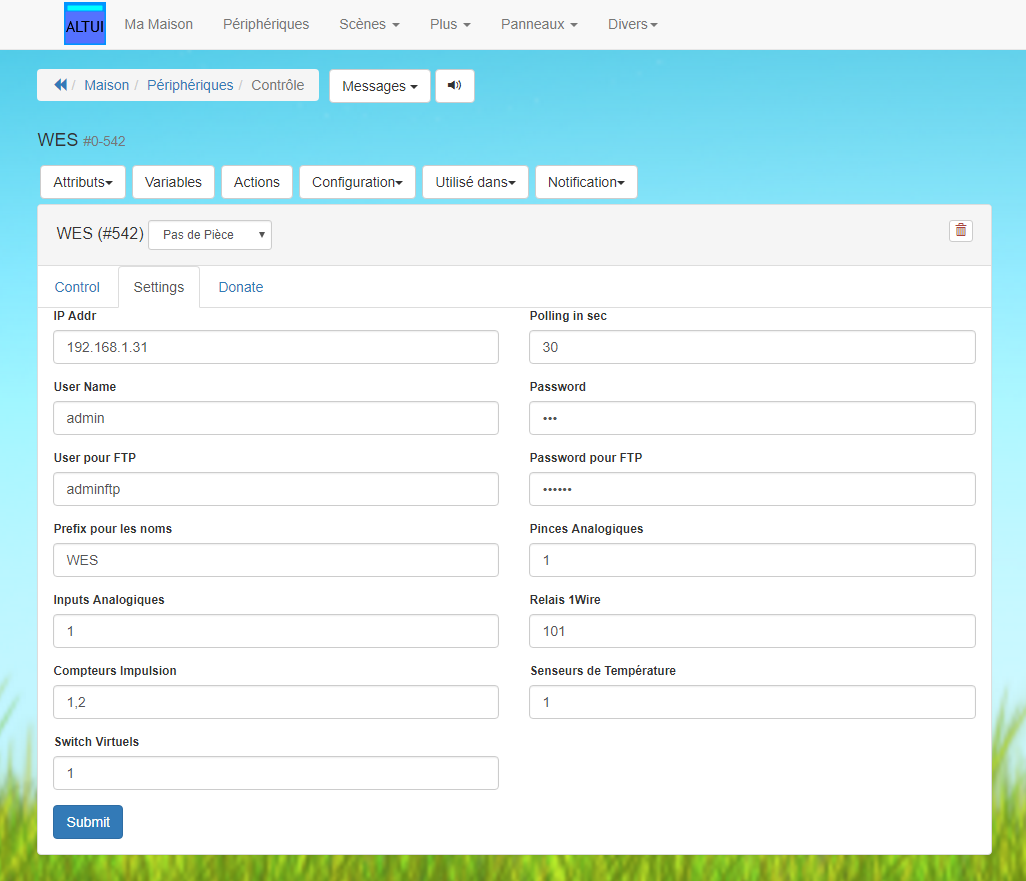 ALTUI Ma Maison Périphériques Scènes Plus Panneaux Divers
/ Maison / Périphériques / Contrôle Messages
WES #0-542
Attributs Variables Actions Configuration Utilisé dans Notification
WES (#542) Pas de Pièce
Control Settings Donate
IP Addr Polling in sec
192.168.1.31 30
User Name Password
admin •••
User pour FTP Password pour FTP
adminftp ••••••
Prefix pour les noms Pinces Analogiques
WES 1
Inputs Analogiques Relais 1Wire
1 101
Compteurs Impulsion Senseurs de Température
1,2 1
Switch Virtuels
1
Submit